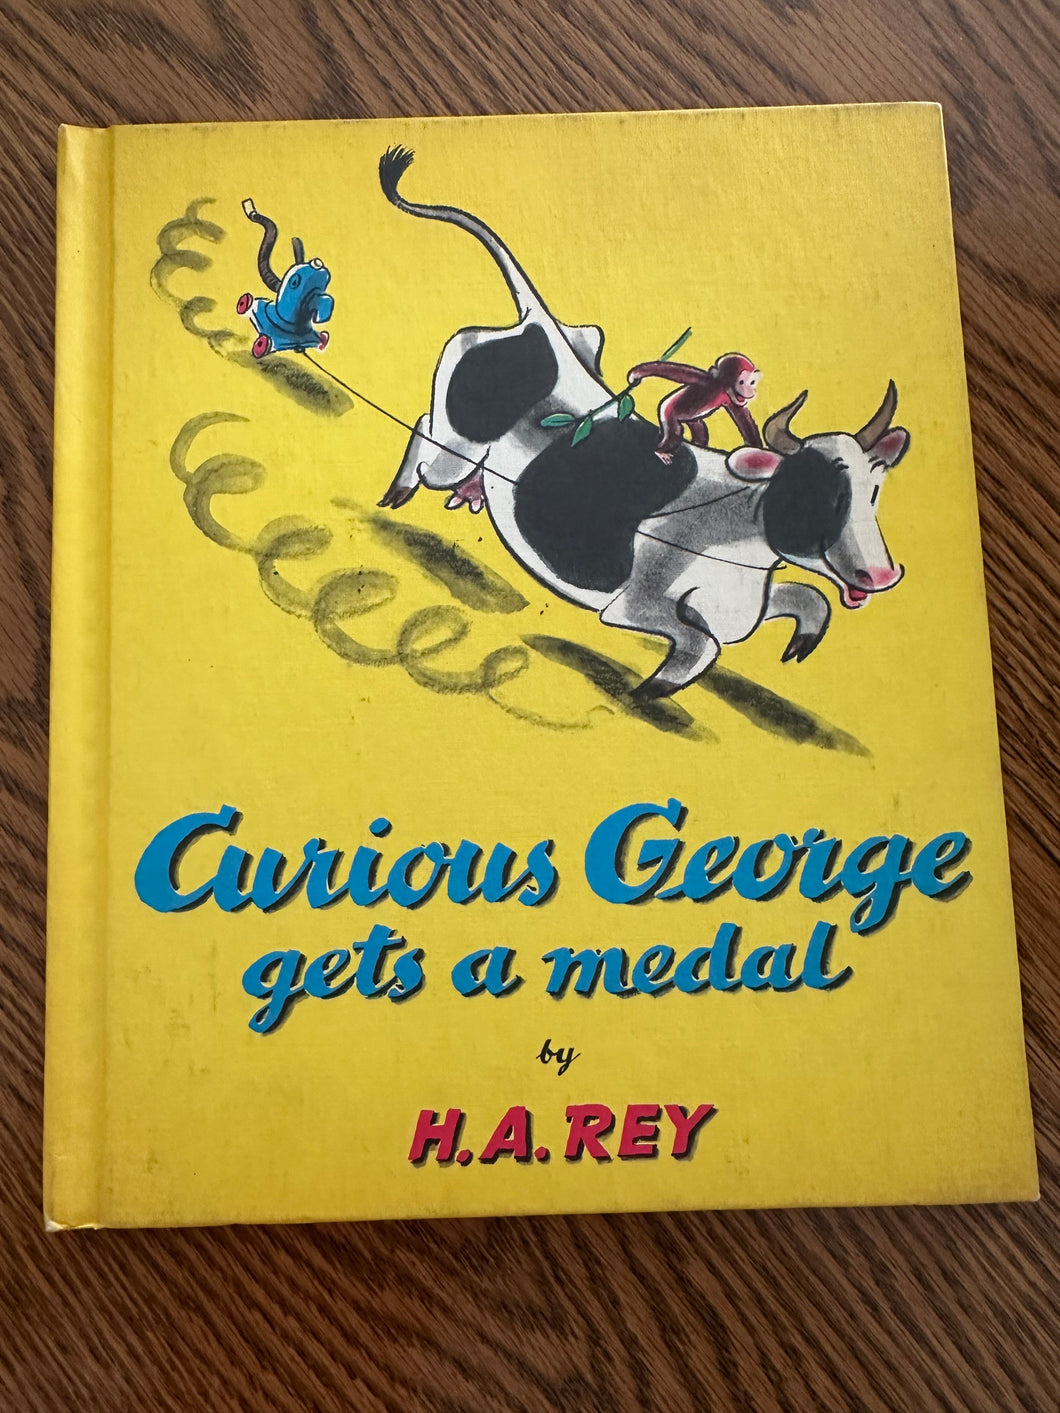 Curious George
gets a medal
by
H.A.REY